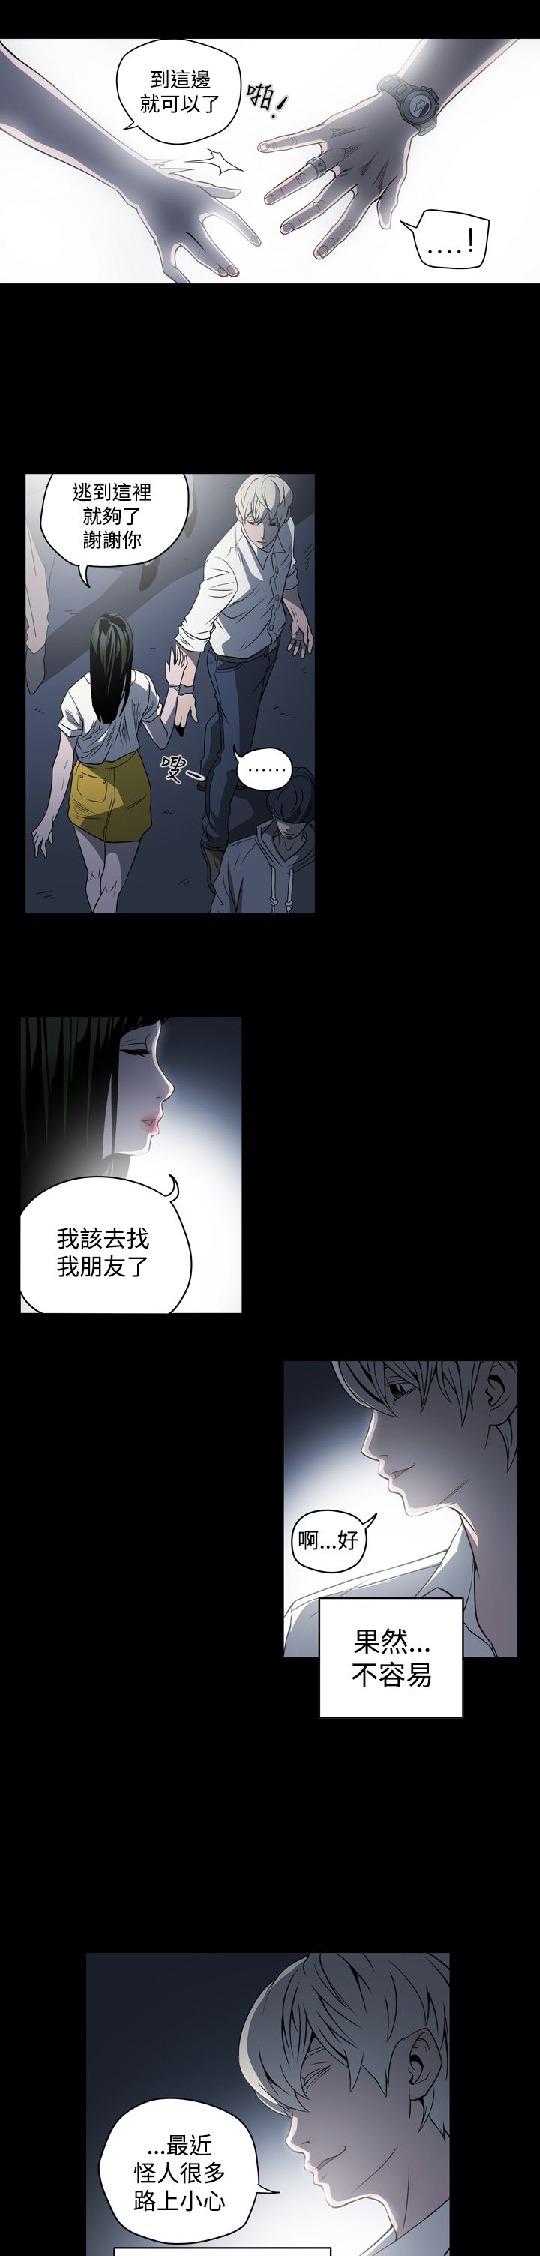 到這邊
就可以了
啪!
....!
逃到這裡
就夠了
謝謝你
......
我該去找
我朋友了
啊...好
果然...
不容易
...最近
怪人很多
路上小心